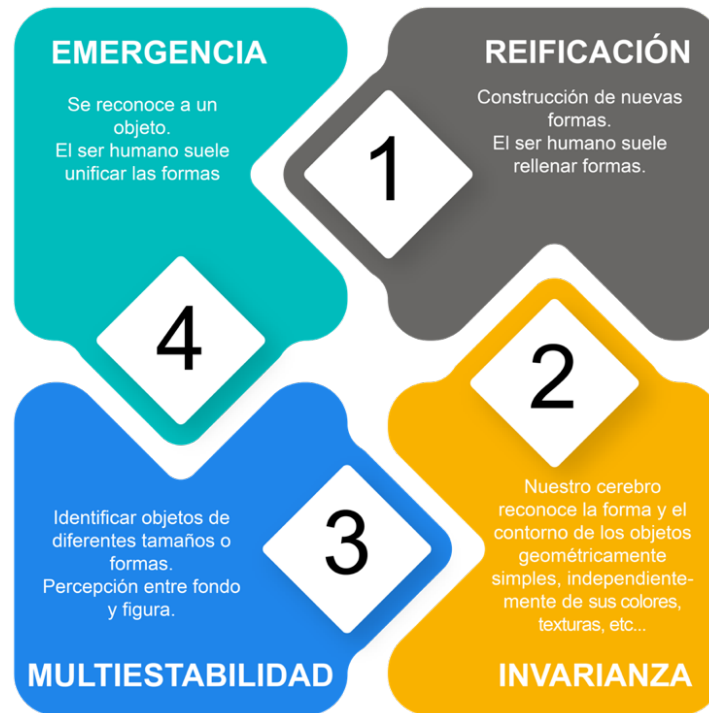 EMERGENCIA
Se reconoce a un
objeto.
El ser humano suele
unificar las formas
REIFICACIÓN
Construcción de nuevas
formas.
El ser humano suele
rellenar formas.
1
4
2
3
Identificar objetos de
diferentes tamaños o
formas.
Percepción entre fondo
y figura.
MULTIESTABILIDAD
Nuestro cerebro
reconoce la forma y el
contorno de los objetos
geométricamente
simples, independiente-
mente de sus colores,
texturas, etc...
INVARIANZA